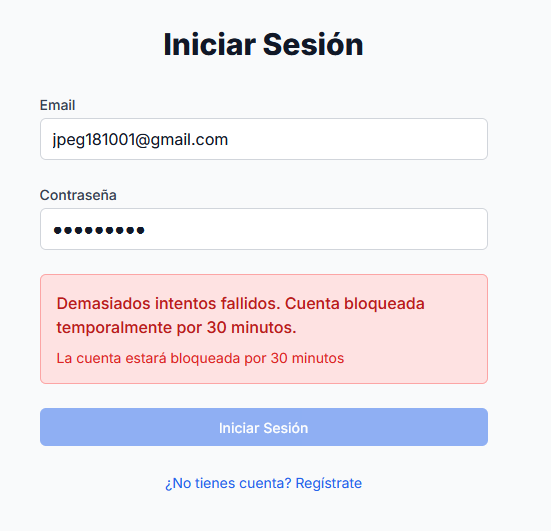 Iniciar Sesión
Email
jpeg181001@gmail.com
Contraseña
Demasiados intentos fallidos. Cuenta bloqueada
temporalmente por 30 minutos.
La cuenta estará bloqueada por 30 minutos
Iniciar Sesión
¿No tienes cuenta? Regístrate